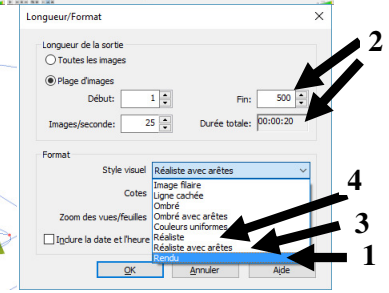 Longueur/Format
Longueur de la sortie
Toutes les images
Plage d'images
Début: 1 Fin: 500
Images/seconde: 25 Durée totale: 00:00:20
2
Format
Style visuel Réaliste avec arêtes
Cotes Image filaire
Ligne cachée
Ombré
Zoom des vues/feuilles Ombré avec arêtes
Couleurs uniformes
Inclure la date et l'heure Réaliste
Réaliste avec arêtes
Rendu
4
3
1
OK Annuler Aide